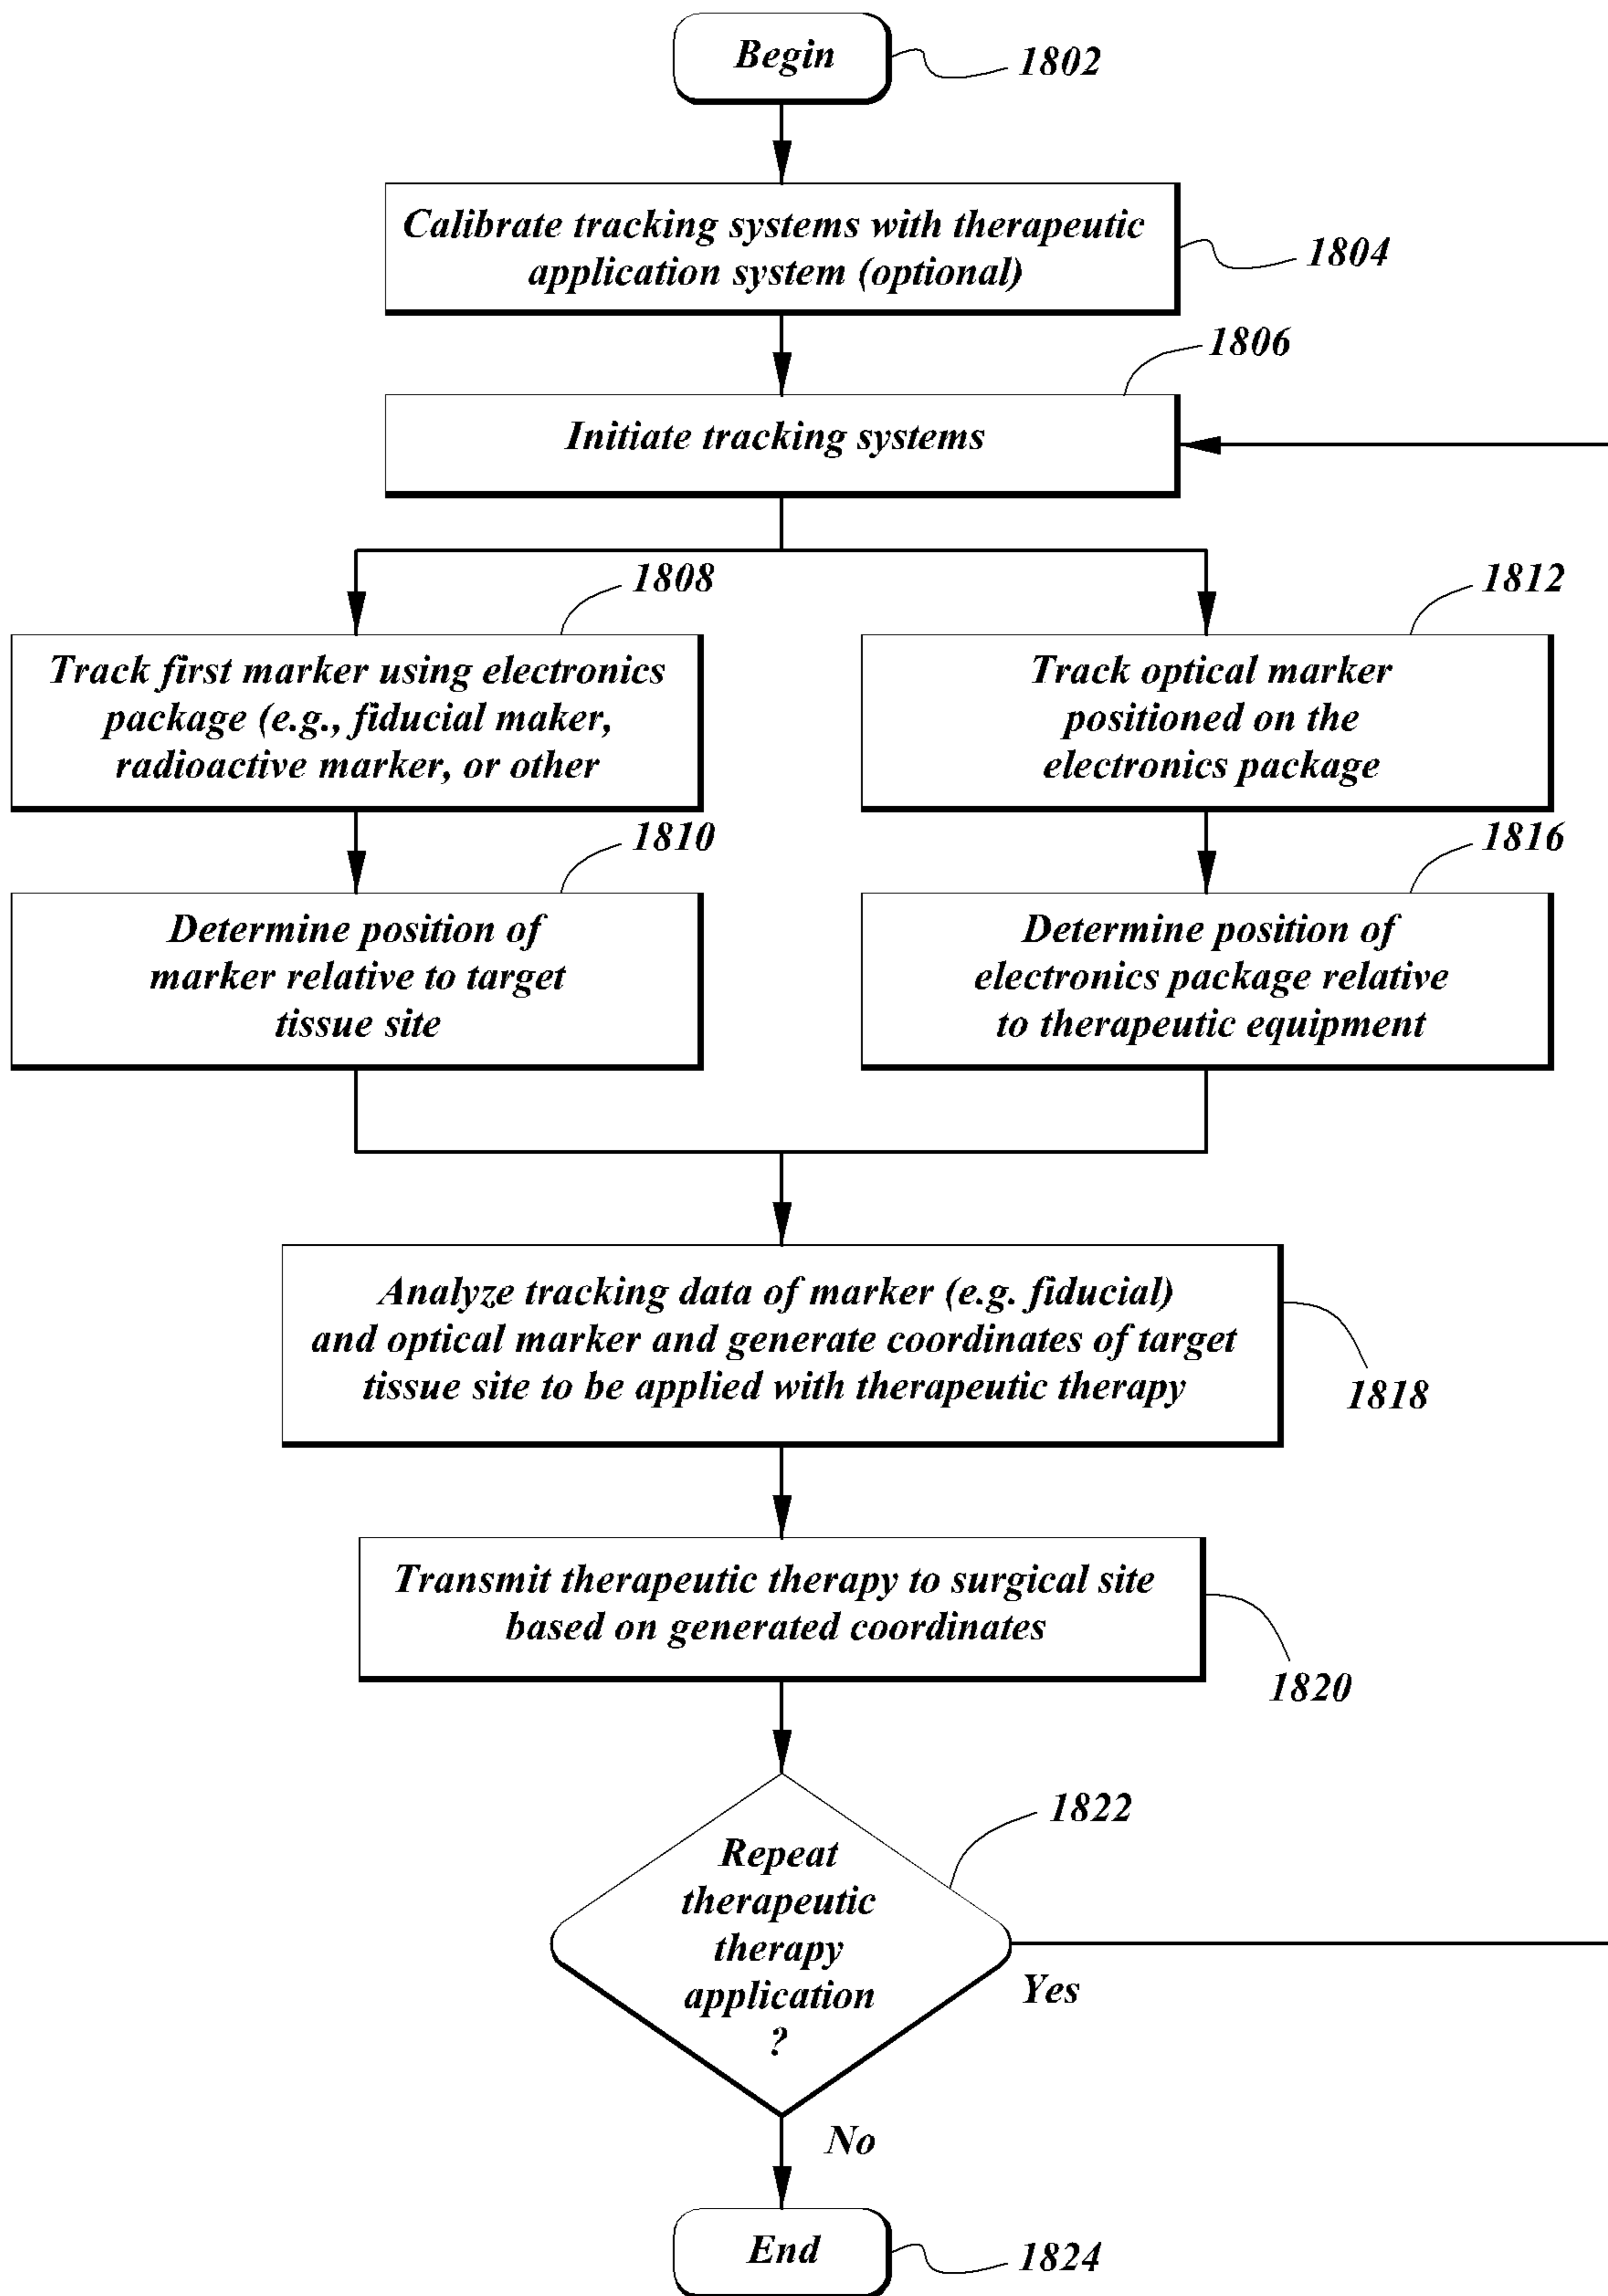 Begin
1802
Calibrate tracking systems with therapeutic
application system (optional)
1804
1806
Initiate tracking systems
1808
Track first marker using electronics
package (e.g., fiducial maker,
radioactive marker, or other
1812
Track optical marker
positioned on the
electronics package
1810
Determine position of
marker relative to target
tissue site
1816
Determine position of
electronics package relative
to therapeutic equipment
Analyze tracking data of marker (e.g. fiducial)
and optical marker and generate coordinates of target
tissue site to be applied with therapeutic therapy
1818
Transmit therapeutic therapy to surgical site
based on generated coordinates
1820
1822
Repeat
therapeutic
therapy
application
?
Yes
No
End
1824